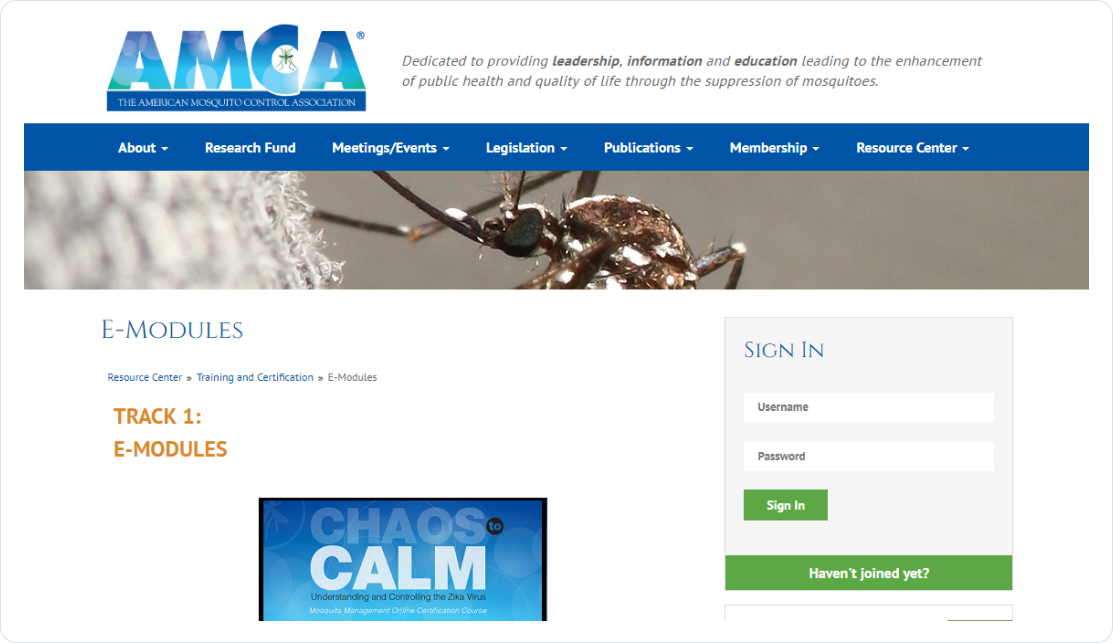 AMCA®
THE AMERICAN MOSQUITO CONTROL ASSOCIATION
Dedicated to providing leadership, information and education leading to the enhancement
of public health and quality of life through the suppression of mosquitoes.
About Research Fund Meetings/Events Legislation Publications Membership Resource Center
E-Modules
Resource Center » Training and Certification » E-Modules
TRACK 1:
E-MODULES
CHAOS to
CALM
Understanding and Controlling the Zika Virus
Mosquito Management Online Certification Course
Sign In
Username
Password
Sign In
Haven't joined yet?